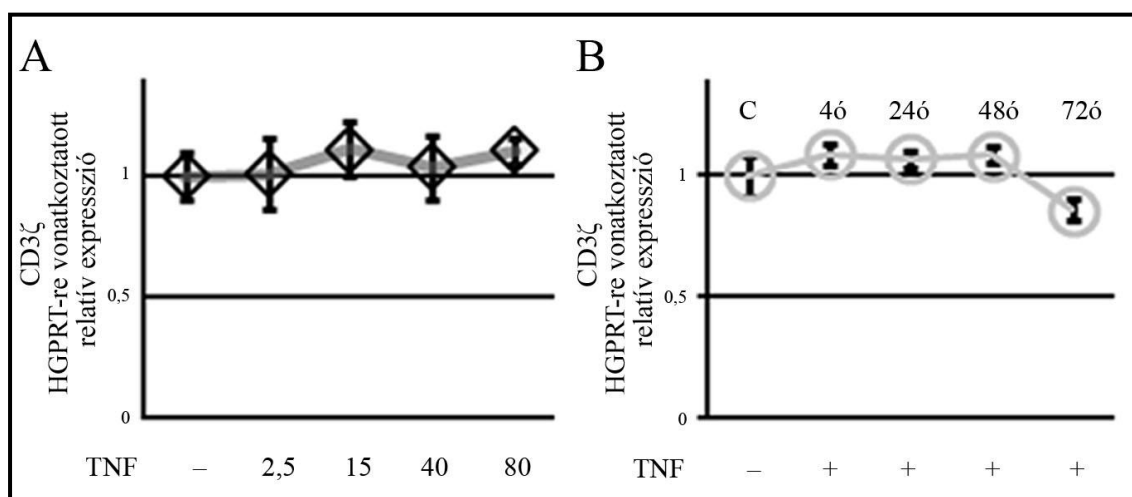 A
CD3ζ
HGPRT-re vonatkoztatott
relatív expresszió
1
0,5
0
TNF – 2,5 15 40 80
B
CD3ζ
HGPRT-re vonatkoztatott
relatív expresszió
C 4ó 24ó 48ó 72ó
1
0,5
0
TNF – + + + +